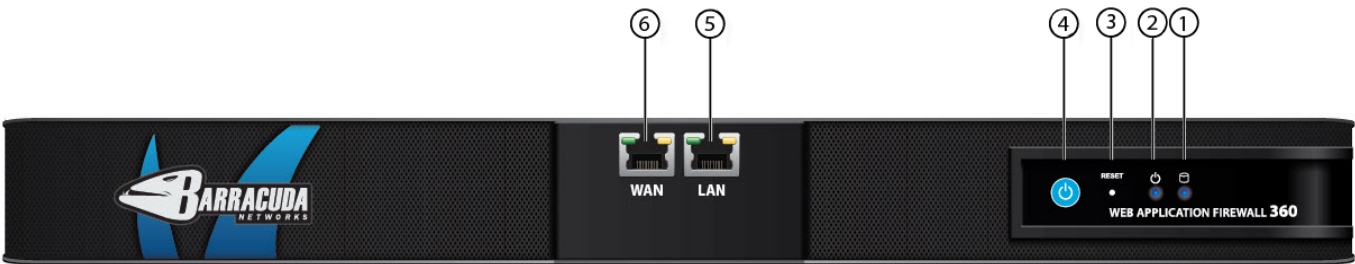 6 5 4 3 2 1
BARRACUDA
NETWORKS
WAN LAN
RESET
WEB APPLICATION FIREWALL 360